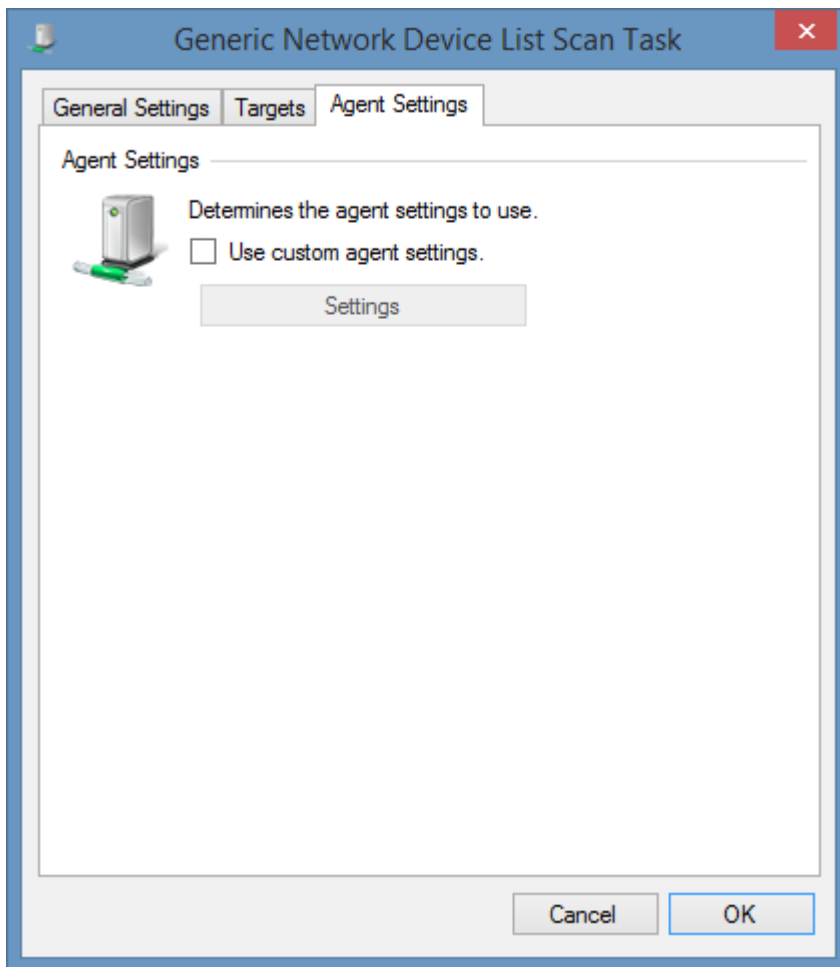 Generic Network Device List Scan Task
General Settings Targets Agent Settings
Agent Settings
Determines the agent settings to use.
Use custom agent settings.
Settings
Cancel OK